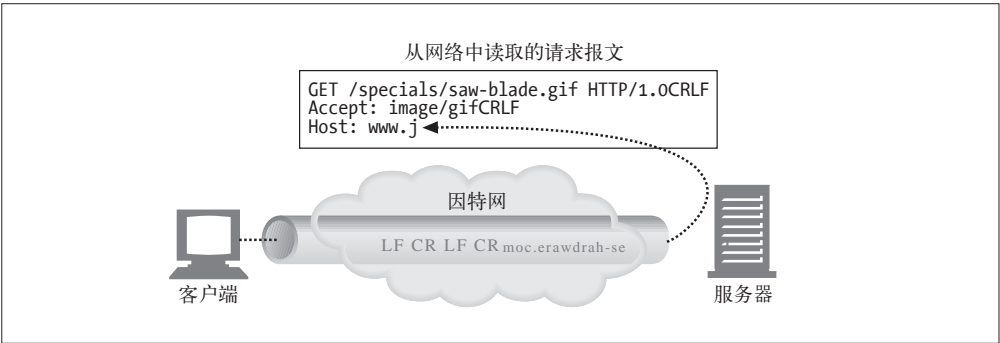 从网络中读取的请求报文
GET /specials/saw-blade.gif HTTP/1.0CRLF
Accept: image/gifCRLF
Host: www.j
因特网
LF CR LF CR moc.erawdrah-se
客户端
服务器